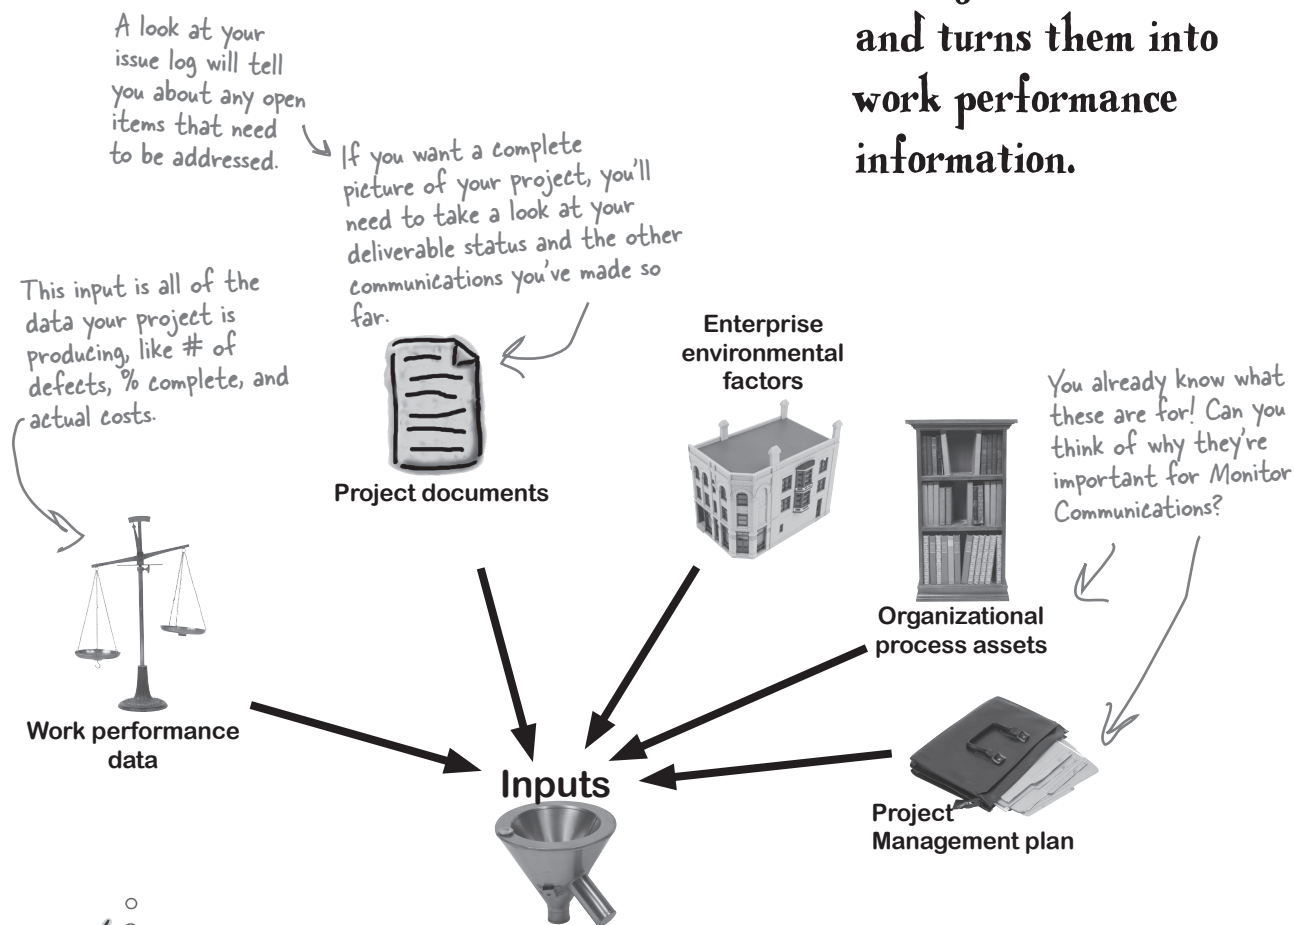 A look at your
issue log will tell
you about any open
items that need
to be addressed.
and turns them into
work performance
information.
If you want a complete
picture of your project, you'll
need to take a look at your
deliverable status and the other
communications you've made so
far.
This input is all of the
data your project is
producing, like # of
defects, % complete, and
actual costs.
Enterprise
environmental
factors
You already know what
these are for! Can you
think of why they're
important for Monitor
Communications?
Project documents
Organizational
process assets
Work performance
data
Inputs
Project
Management plan